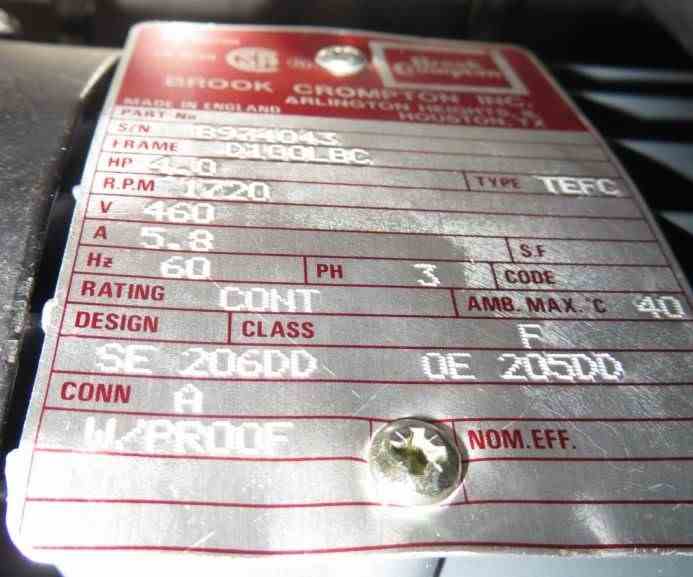 BROOK CROMPTON INC.
MADE IN ENGLAND ARLINGTON
HOUSTON, TX
PART No
S/N
FRAME D100LBC
HP 4.0 TYPE TEFC
R.P.M 1720
V 460
A 5.8 S.F
Hz 60 PH 3 CODE
RATING CONT AMB. MAX. °C 40
DESIGN CLASS F
SE 206DD OE 205DD
CONN A
W/PROOF NOM.EFF.